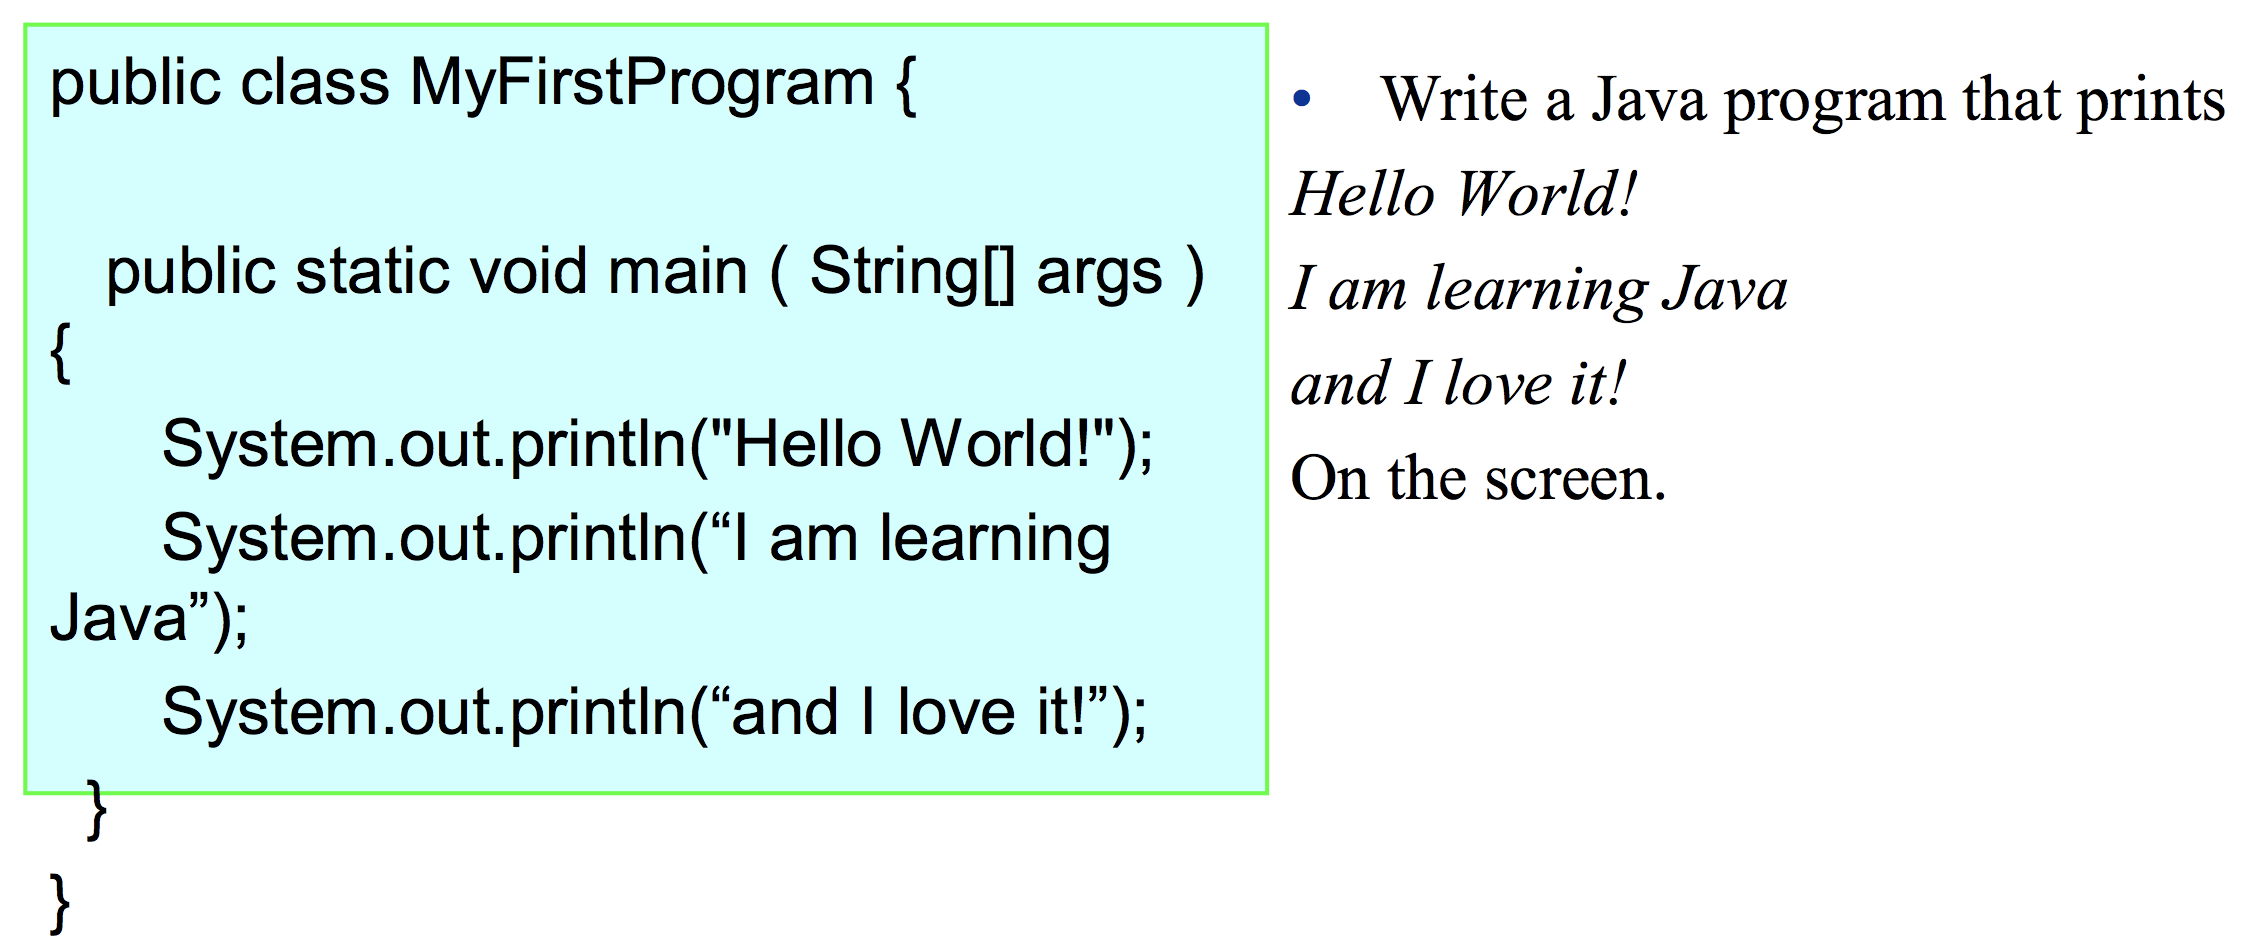 public class MyFirstProgram {
public static void main ( String[] args )
{
System.out.println("Hello World!");
System.out.println(“I am learning
Java”);
System.out.println(“and I love it!”);
}
}
• Write a Java program that prints
Hello World!
I am learning Java
and I love it!
On the screen.